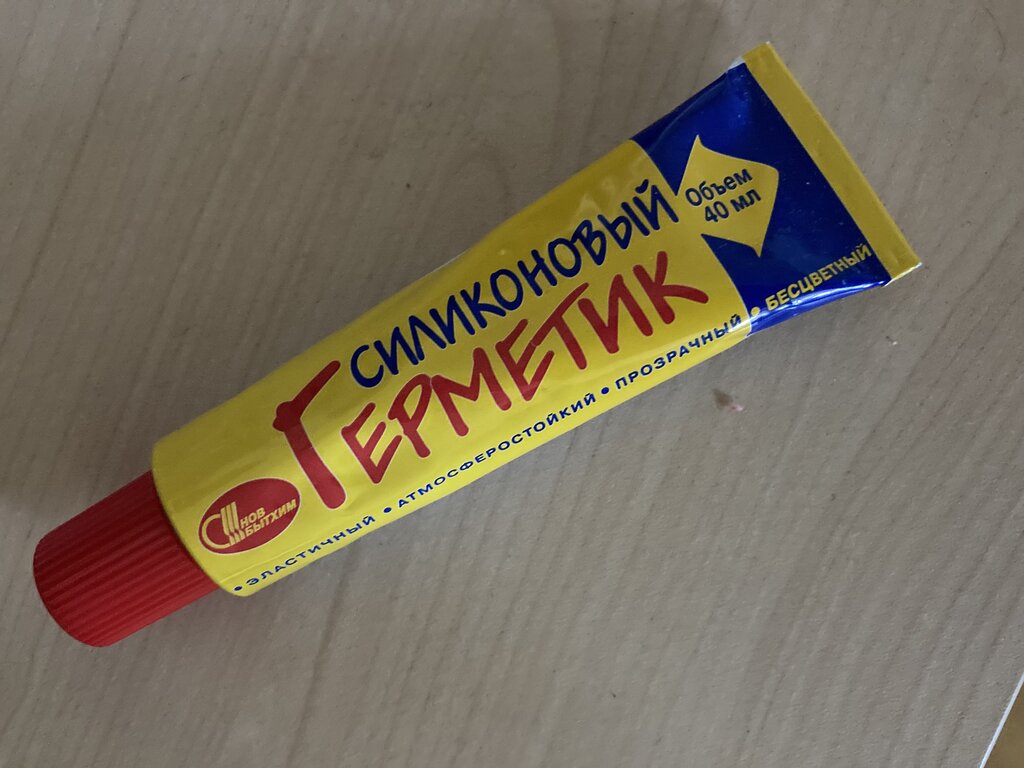 Объем
40 мл
СИЛИКОНОВЫЙ
ГЕРМЕТИК
НОВ
БЫТХИМ
• ЭЛАСТИЧНЫЙ • АТМОСФЕРОСТОЙКИЙ • ПРОЗРАЧНЫЙ • БЕСЦВЕТНЫЙ